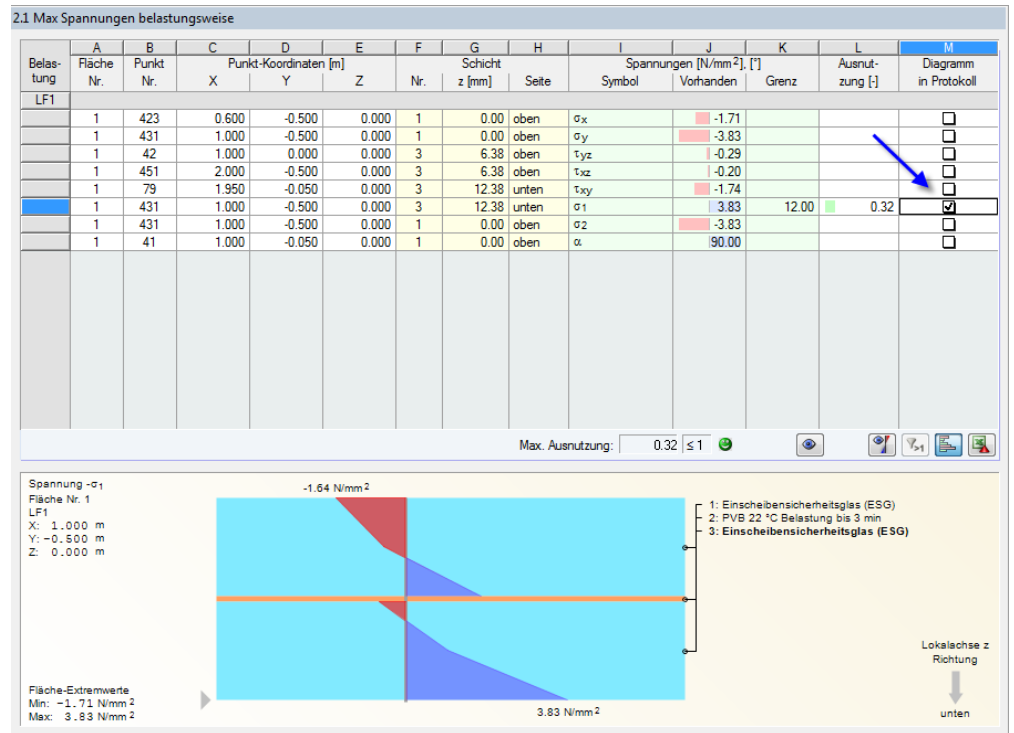 2.1 Max Spannungen belastungsweise
A B C D E F G H I J K L M
Belas- Fläche Punkt Punkt-Koordinaten [m] Schicht Spannungen [N/mm²], [°] Ausnut- Diagramm
tung Nr. Nr. X Y Z Nr. z [mm] Seite Symbol Vorhanden Grenz zung [-] in Protokoll
LF1
1 423 0.600 -0.500 0.000 1 0.00 oben σx -1.71
1 431 1.000 -0.500 0.000 1 0.00 oben σy -3.83
1 42 1.000 0.000 0.000 3 6.38 oben τyz -0.29
1 451 2.000 -0.500 0.000 3 6.38 oben τxz -0.20
1 79 1.950 -0.050 0.000 3 12.38 unten τxy -1.74
1 431 1.000 -0.500 0.000 3 12.38 unten σ1 3.83 12.00 0.32
1 431 1.000 -0.500 0.000 1 0.00 oben σ2 -3.83
1 41 1.000 -0.050 0.000 1 0.00 oben α 90.00
Max. Ausnutzung: 0.32 ≤ 1
Spannung -σ1
Fläche Nr. 1
LF1
X: 1.000 m
Y: -0.500 m
Z: 0.000 m
-1.64 N/mm²
1: Einscheibensicherheitsglas (ESG)
2: PVB 22 °C Belastung bis 3 min
3: Einscheibensicherheitsglas (ESG)
Lokalachse z
Richtung
unten
3.83 N/mm²
Fläche-Extremwerte
Min: -1.71 N/mm²
Max: 3.83 N/mm²